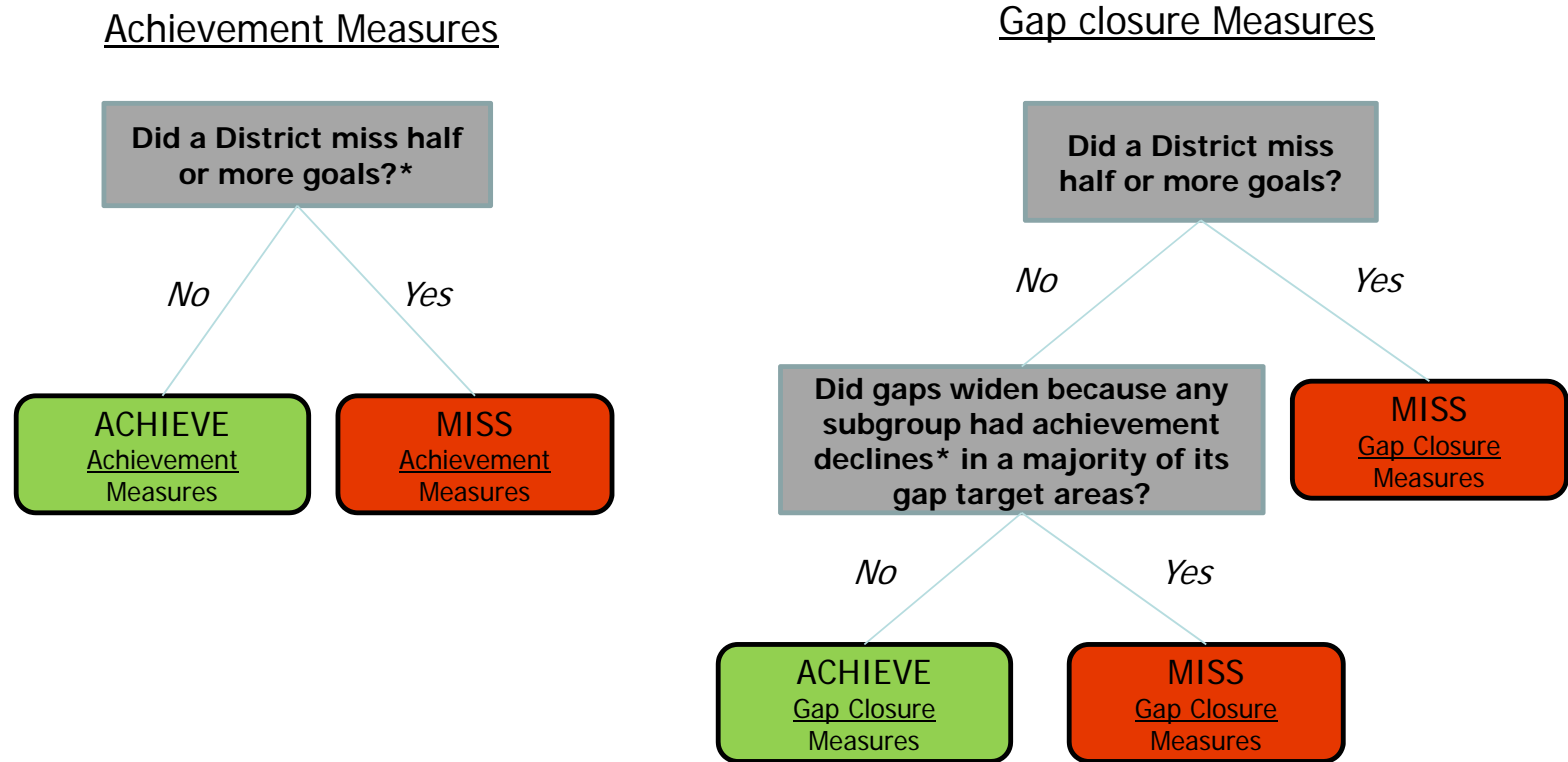 Achievement Measures
Did a District miss half
or more goals?*
No
Yes
ACHIEVE
Achievement
Measures
MISS
Achievement
Measures
Gap closure Measures
Did a District miss
half or more goals?
No
Yes
Did gaps widen because any
subgroup had achievement
declines* in a majority of its
gap target areas?
MISS
Gap Closure
Measures
No
Yes
ACHIEVE
Gap Closure
Measures
MISS
Gap Closure
Measures